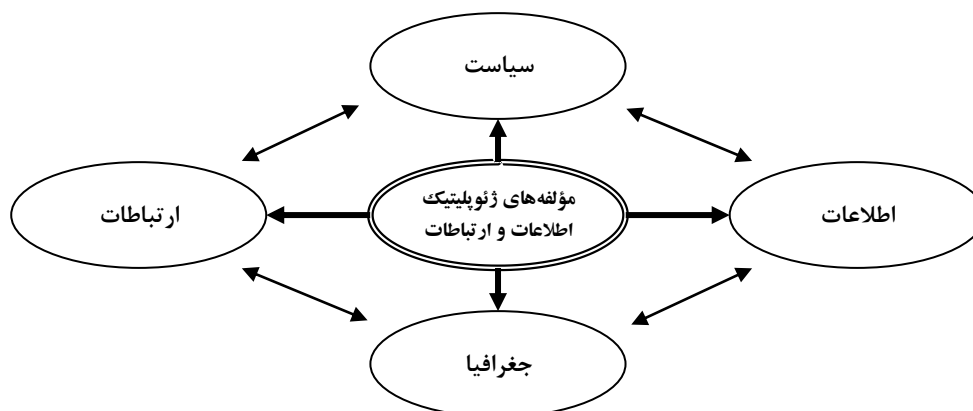 سیاست
مؤلفه‌های ژئوپلیتیک
اطلاعات و ارتباطات
اطلاعات
ارتباطات
جغرافیا